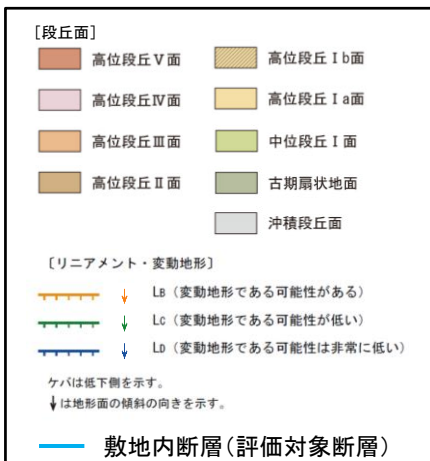 [段丘面]
高位段丘Ⅴ面
高位段丘Ⅰb面
高位段丘Ⅳ面
高位段丘Ⅰa面
高位段丘Ⅲ面
中位段丘Ⅰ面
高位段丘Ⅱ面
古期扇状地面
沖積段丘面
〔リニアメント・変動地形〕
LB（変動地形である可能性がある）
LC（変動地形である可能性が低い）
LD（変動地形である可能性は非常に低い）
ケバは低下側を示す。
↓は地形面の傾斜の向きを示す。
敷地内断層(評価対象断層)